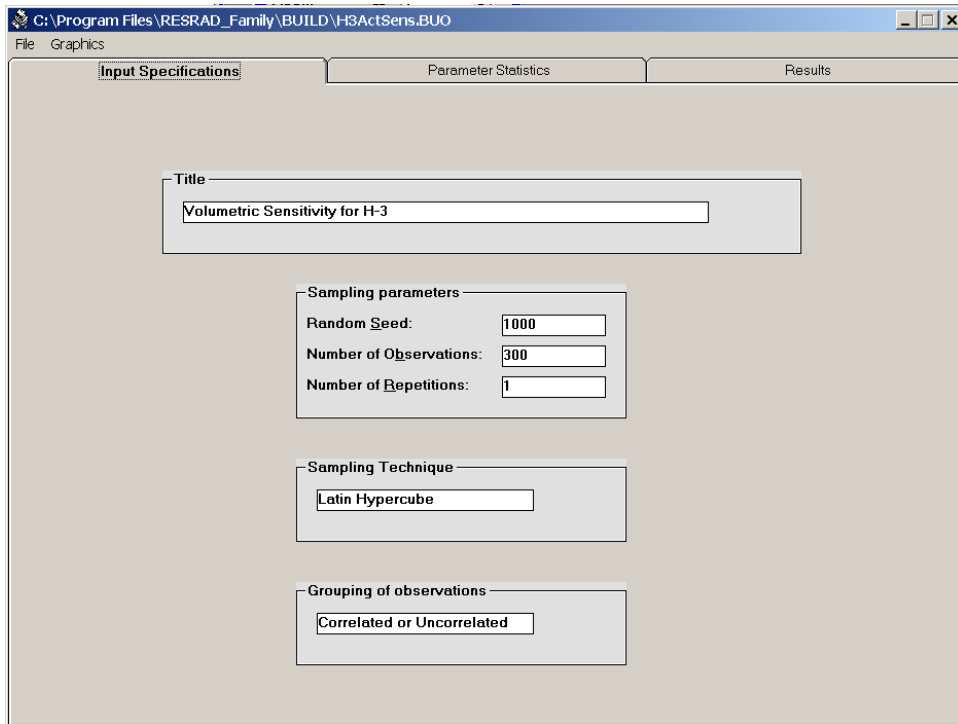 C:\Program Files\RESRAD_Family\BUILD\H3ActSens.BUO
File Graphics
Input Specifications Parameter Statistics Results
Title
Volumetric Sensitivity for H-3
Sampling parameters
Random Seed: 1000
Number of Observations: 300
Number of Repetitions: 1
Sampling Technique
Latin Hypercube
Grouping of observations
Correlated or Uncorrelated